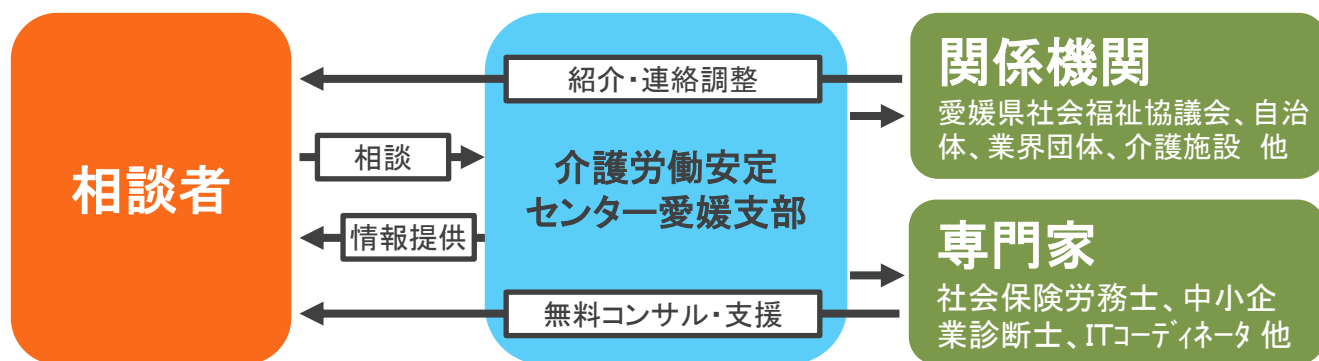 相談者
紹介・連絡調整
相談
情報提供
無料コンサル・支援
介護労働安定
センター愛媛支部
関係機関
愛媛県社会福祉協議会、自治
体、業界団体、介護施設 他
専門家
社会保険労務士、中小企
業診断士、ITコーディネータ 他